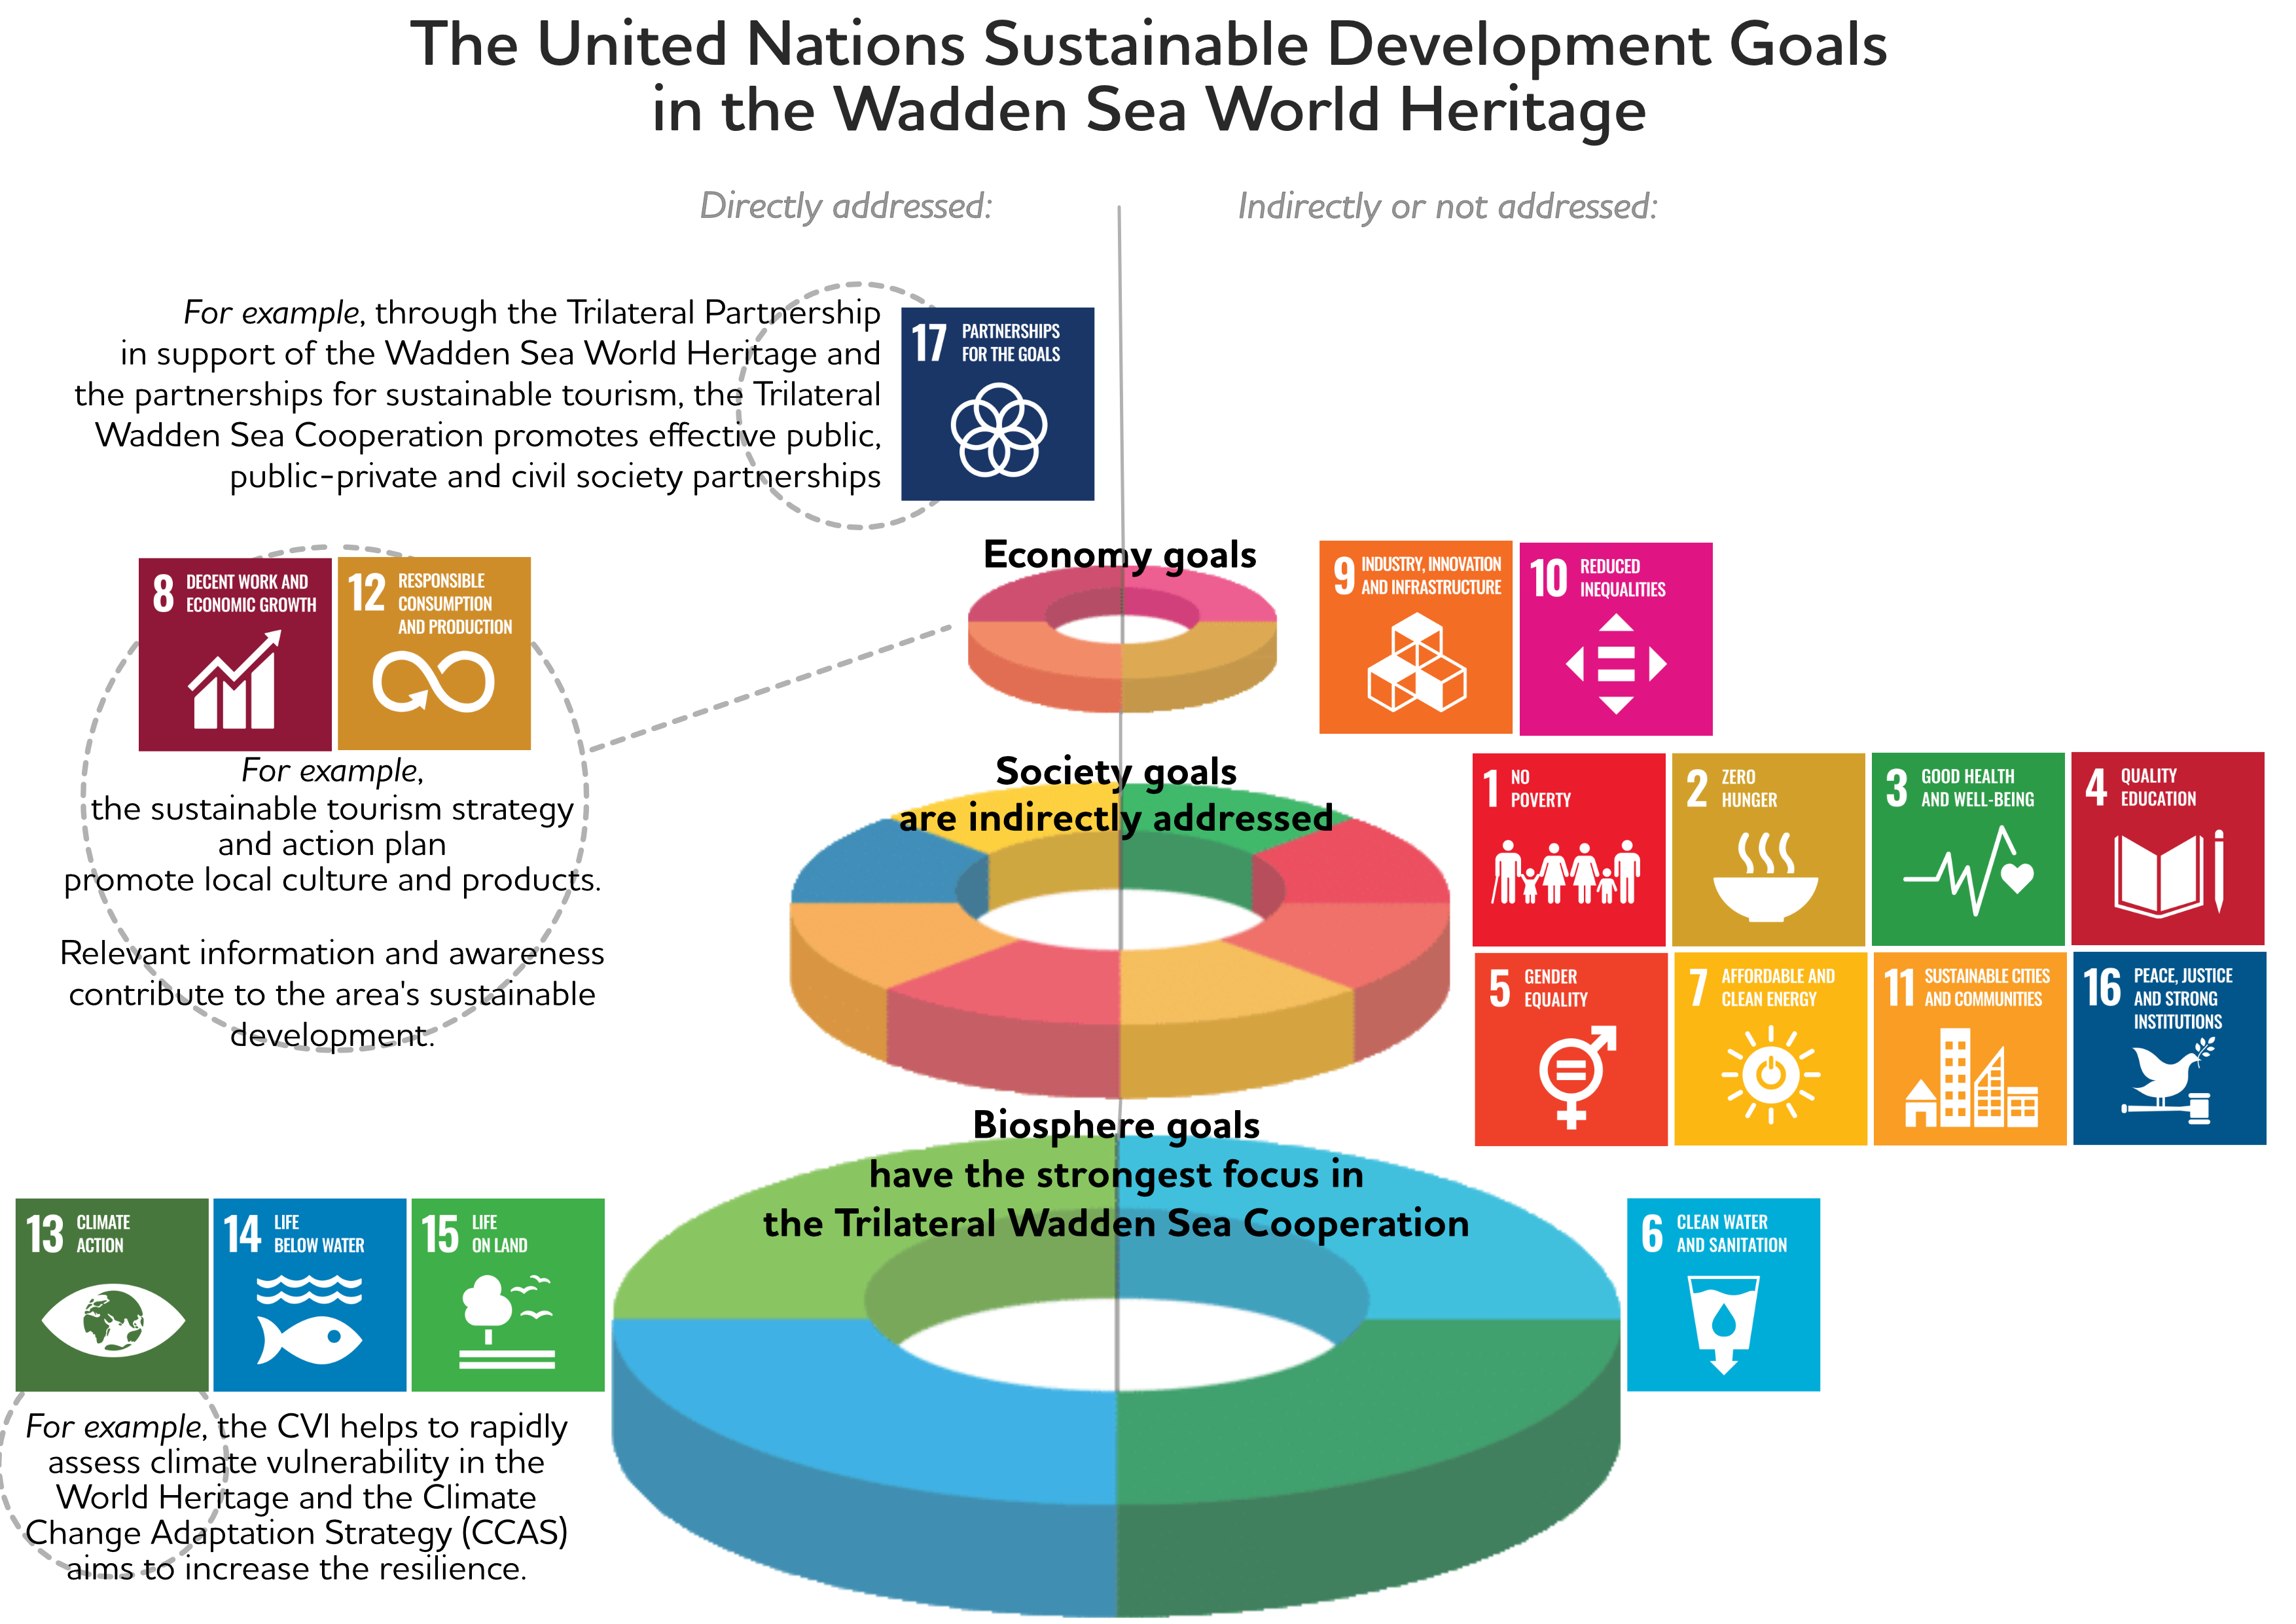 The United Nations Sustainable Development Goals
in the Wadden Sea World Heritage
Directly addressed:
Indirectly or not addressed:
For example, through the Trilateral Partnership
in support of the Wadden Sea World Heritage and
the partnerships for sustainable tourism, the Trilateral
Wadden Sea Cooperation promotes effective public,
public-private and civil society partnerships
17 PARTNERSHIPS
FOR THE GOALS
Economy goals
8 DECENT WORK AND
ECONOMIC GROWTH
12 RESPONSIBLE
CONSUMPTION
AND PRODUCTION
9 INDUSTRY, INNOVATION
AND INFRASTRUCTURE
10 REDUCED
INEQUALITIES
For example,
the sustainable tourism strategy
and action plan
promote local culture and products.
Relevant information and awareness
contribute to the area's sustainable
development.
Society goals
are indirectly addressed
1 NO
POVERTY
2 ZERO
HUNGER
3 GOOD HEALTH
AND WELL-BEING
4 QUALITY
EDUCATION
5 GENDER
EQUALITY
7 AFFORDABLE AND
CLEAN ENERGY
11 SUSTAINABLE CITIES
AND COMMUNITIES
16 PEACE, JUSTICE
AND STRONG
INSTITUTIONS
Biosphere goals
have the strongest focus in
the Trilateral Wadden Sea Cooperation
13 CLIMATE
ACTION
14 LIFE
BELOW WATER
15 LIFE
ON LAND
6 CLEAN WATER
AND SANITATION
For example, the CVI helps to rapidly
assess climate vulnerability in the
World Heritage and the Climate
Change Adaptation Strategy (CCAS)
aims to increase the resilience.